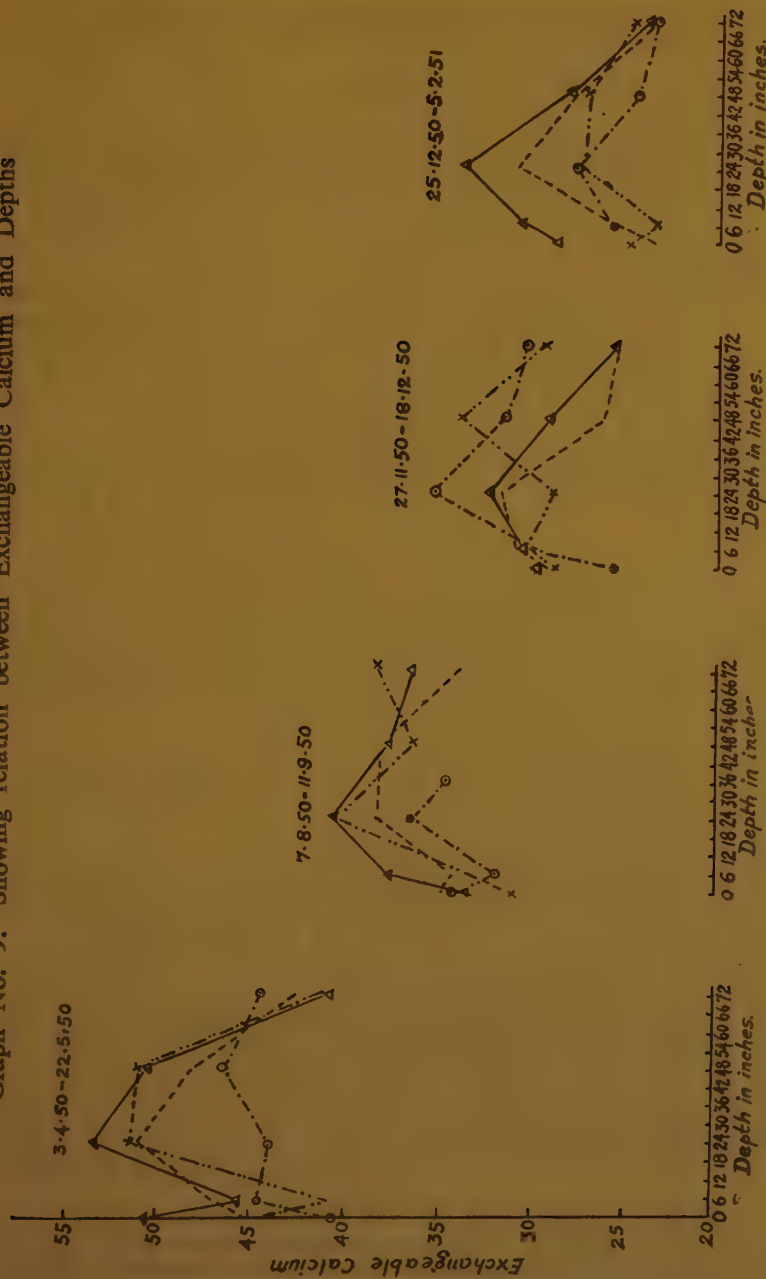 Graph No. Showing relation between Exchangeable Calcium and Depths
Exchangeable Calcium
55
50
45
40
35
30
25
20
3·4·50–22·5·50
0 6 12 18 24 30 36 42 48 54 60 66 72
Depth in inches.
7·8·50–11·9·50
0 6 12 18 24 30 36 42 48 54 60 66 72
Depth in inches
27·11·50–18·12·50
0 6 12 18 24 30 36 42 48 54 60 66 72
Depth in inches.
25·12·50–5·2·51
0 6 12 18 24 30 36 42 48 54 60 66 72
Depth in inches.